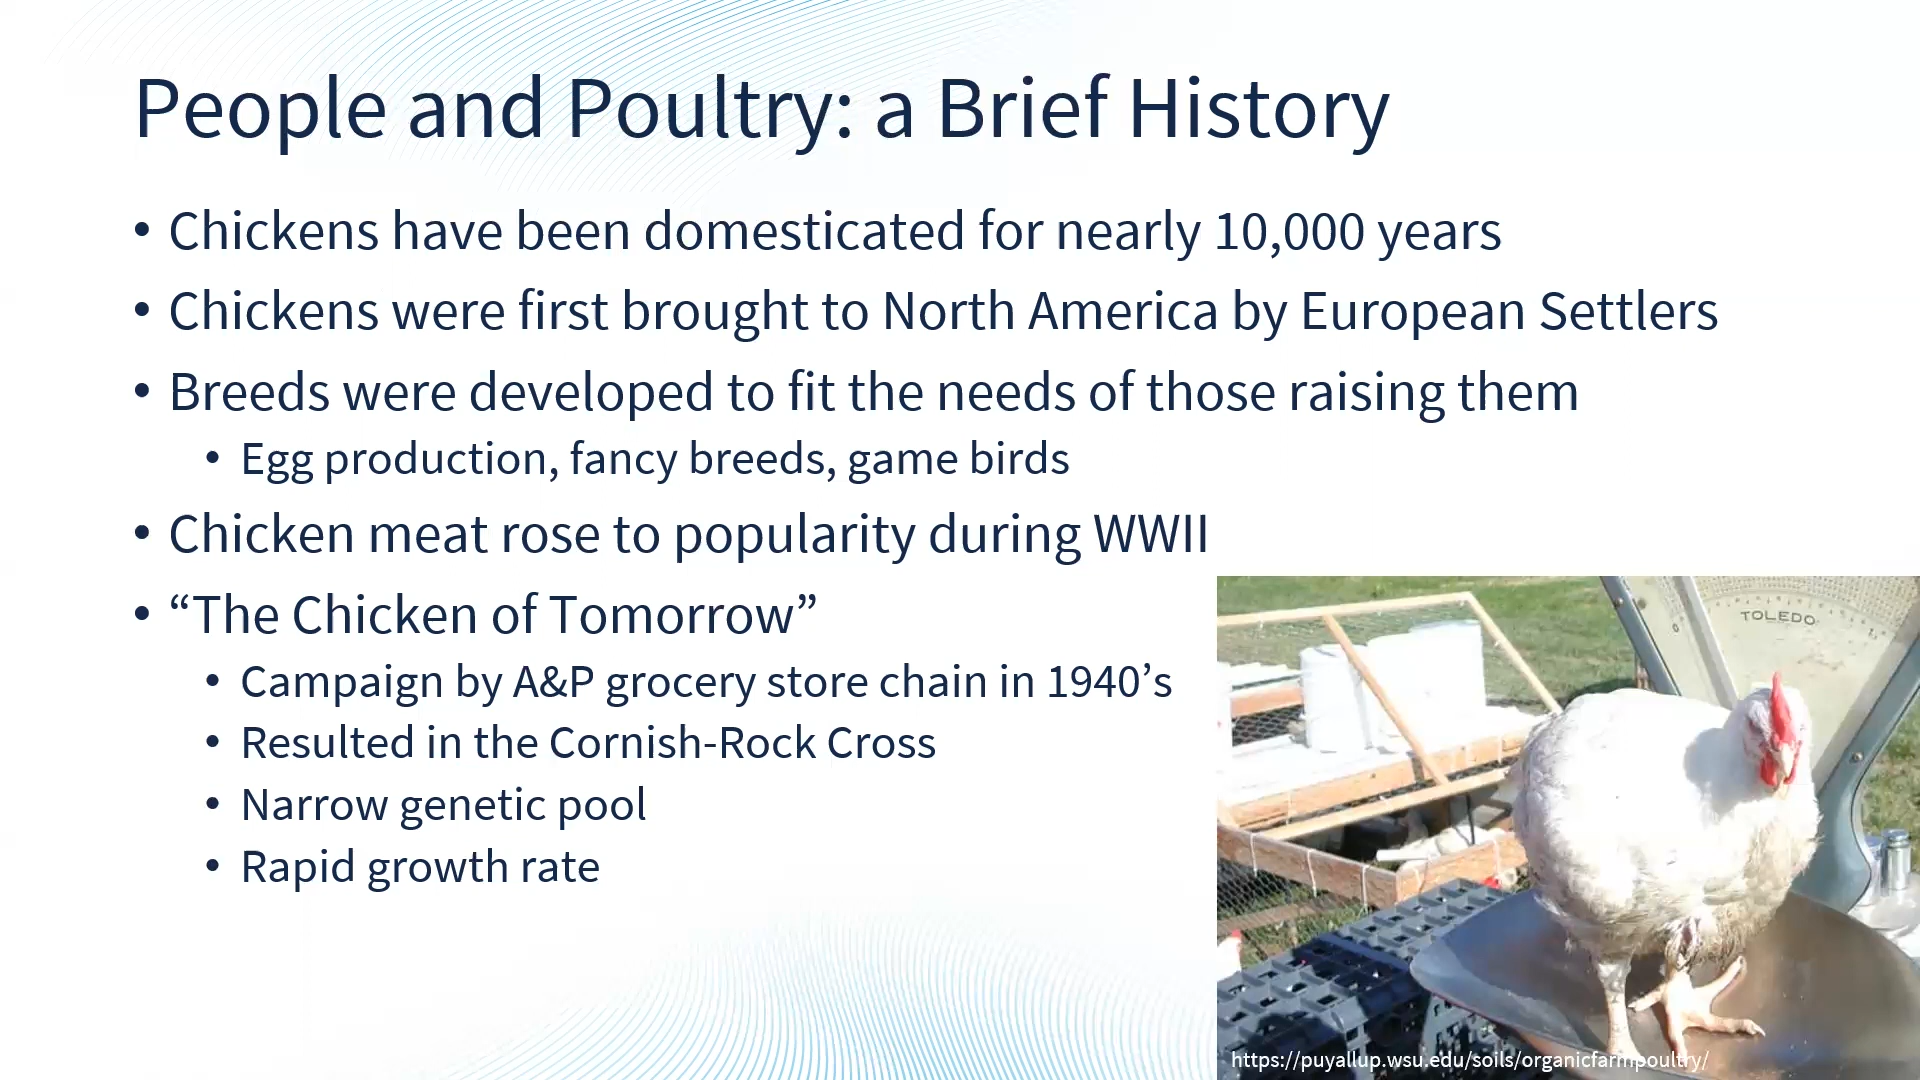 People and Poultry: a Brief History
• Chickens have been domesticated for nearly 10,000 years
• Chickens were first brought to North America by European Settlers
• Breeds were developed to fit the needs of those raising them
• Egg production, fancy breeds, game birds
• Chicken meat rose to popularity during WWII
• “The Chicken of Tomorrow”
• Campaign by A&P grocery store chain in 1940’s
• Resulted in the Cornish-Rock Cross
• Narrow genetic pool
• Rapid growth rate
TOLEDO
https://puyallup.wsu.edu/soils/organicfarmpoultry/